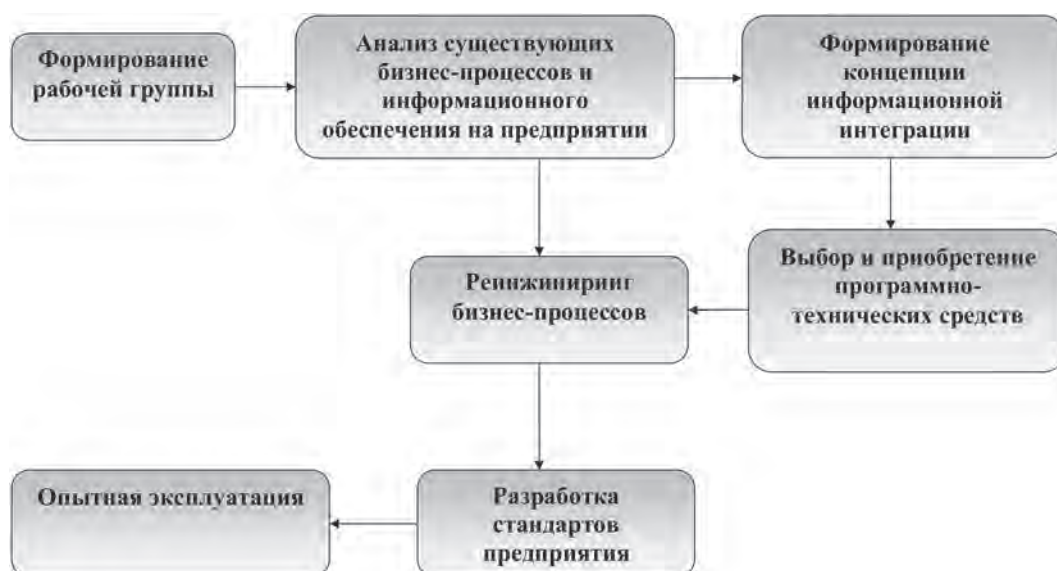 Формирование
рабочей группы
Анализ существующих
бизнес-процессов и
информационного
обеспечения на предприятии
Формирование
концепции
информационной
интеграции
Выбор и приобретение
программно-
технических средств
Реинжиниринг
бизнес-процессов
Разработка
стандартов
предприятия
Опытная эксплуатация